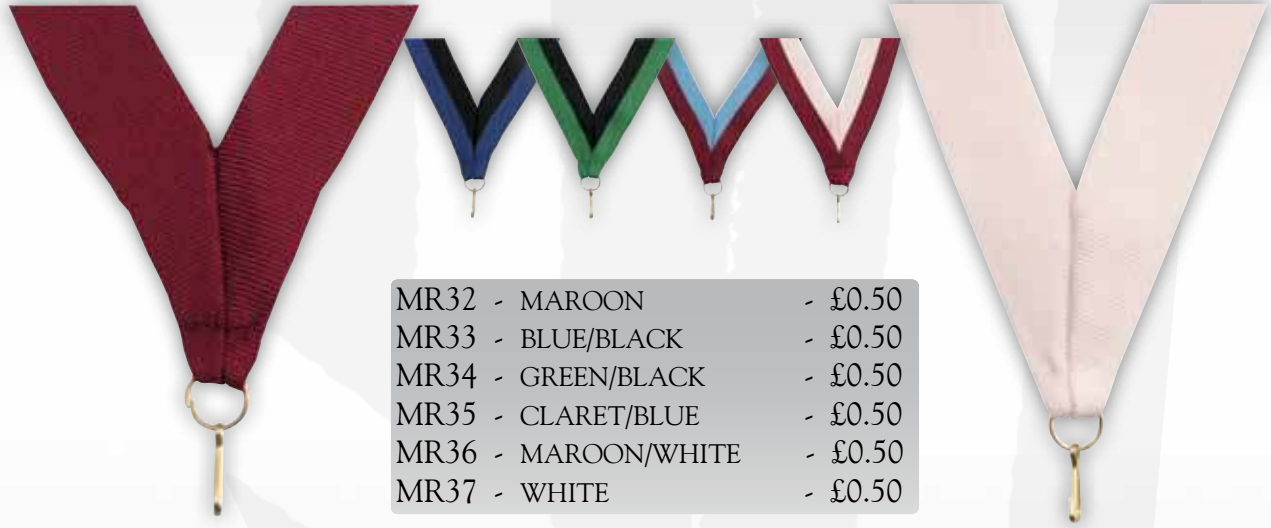 MR32 - MAROON - £0.50
MR33 - BLUE/BLACK - £0.50
MR34 - GREEN/BLACK - £0.50
MR35 - CLARET/BLUE - £0.50
MR36 - MAROON/WHITE - £0.50
MR37 - WHITE - £0.50